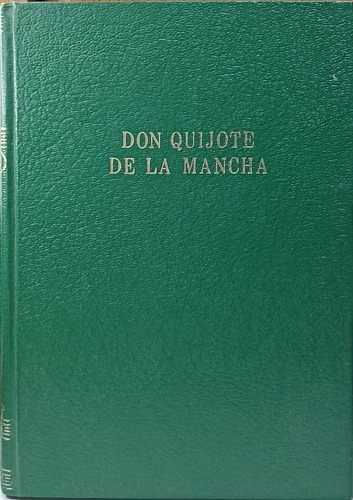 DON QUIJOTE
DE LA MANCHA